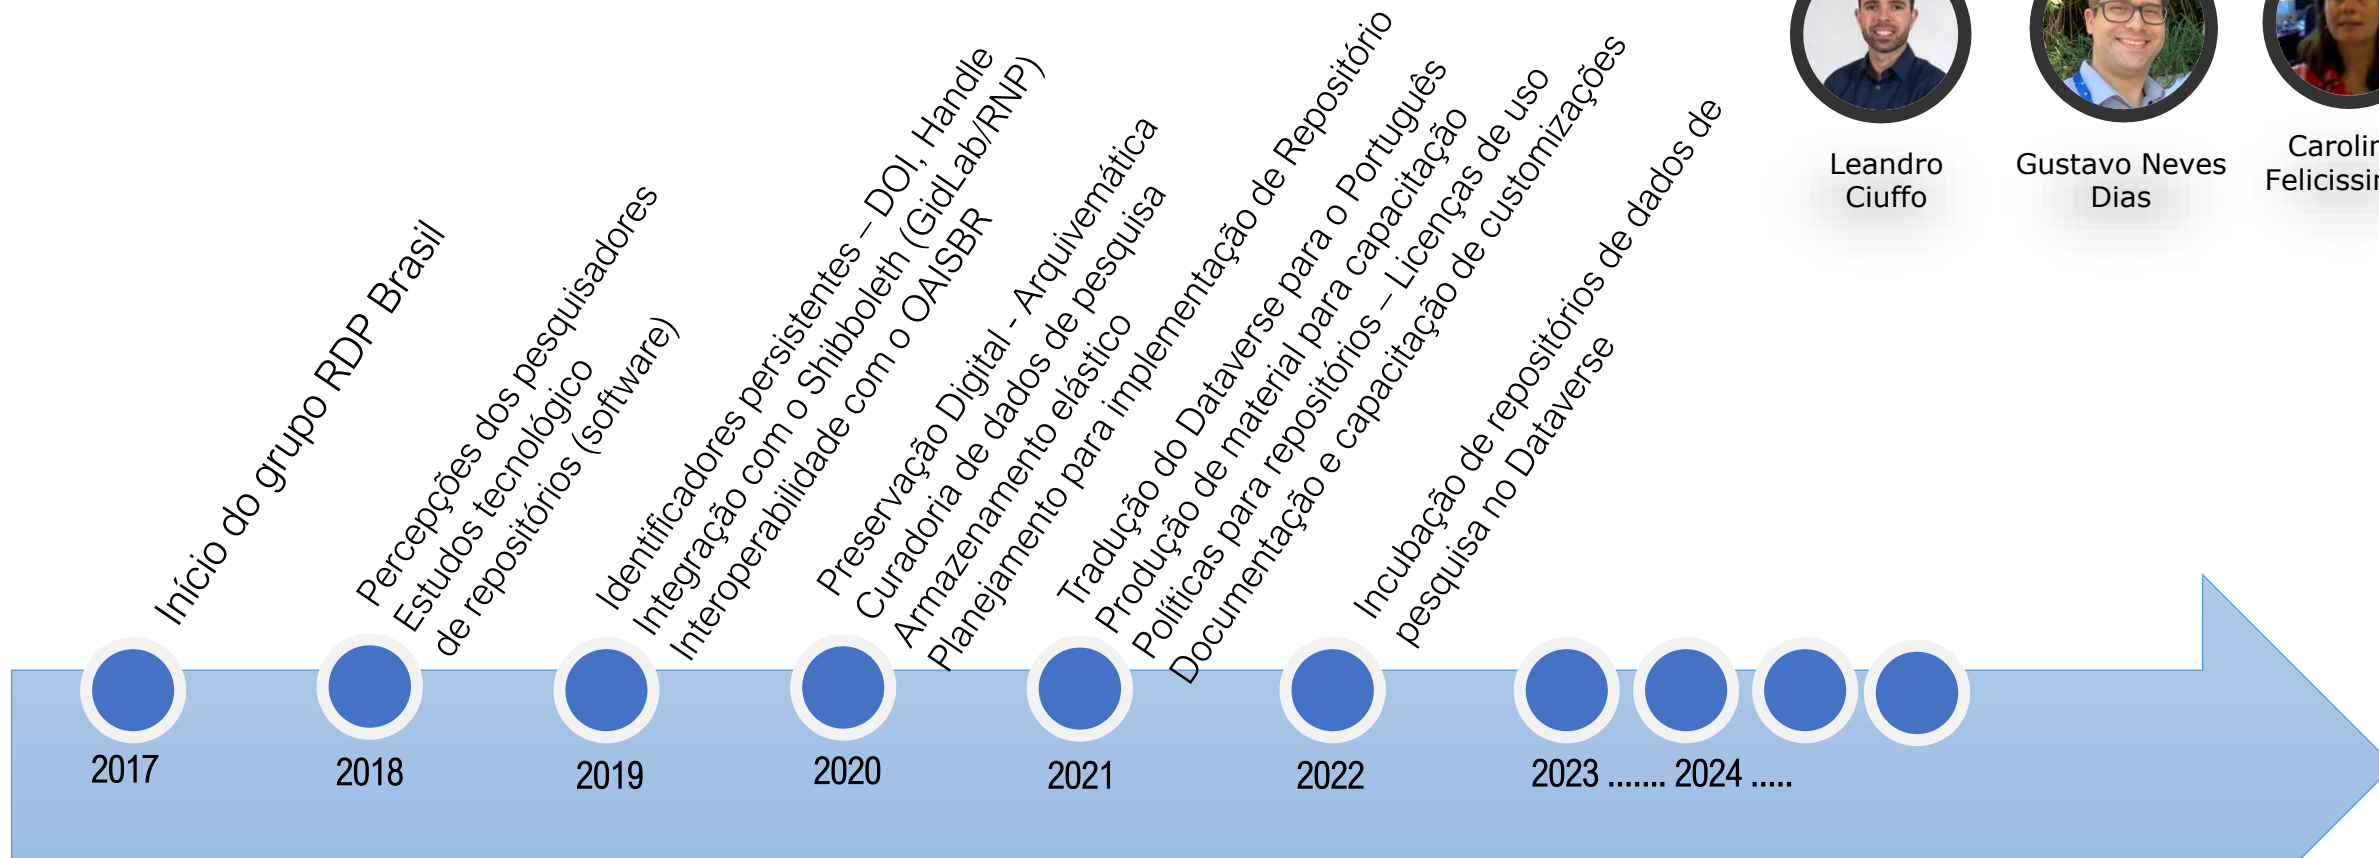 Início do grupo RDP Brasil
Percepções dos pesquisadores
Estudos tecnológico
de repositórios (software)
Identificadores persistentes – DOI, Handle
Integração com o Shibboleth (GidLab/RNP)
Interoperabilidade com o OAISBR
Preservação Digital - Arquivemática
Curadoria de dados de pesquisa
Armazenamento elástico
Planejamento para implementação de Repositório
Tradução do Dataverse para o Português
Produção de material para capacitação
Políticas para repositórios – Licenças de uso
Documentação e capacitação de customizações
Incubação de repositórios de dados de
pesquisa no Dataverse
Leandro
Ciuffo
Gustavo Neves
Dias
2017
2018
2019
2020
2021
2022
2023 ....... 2024 .....